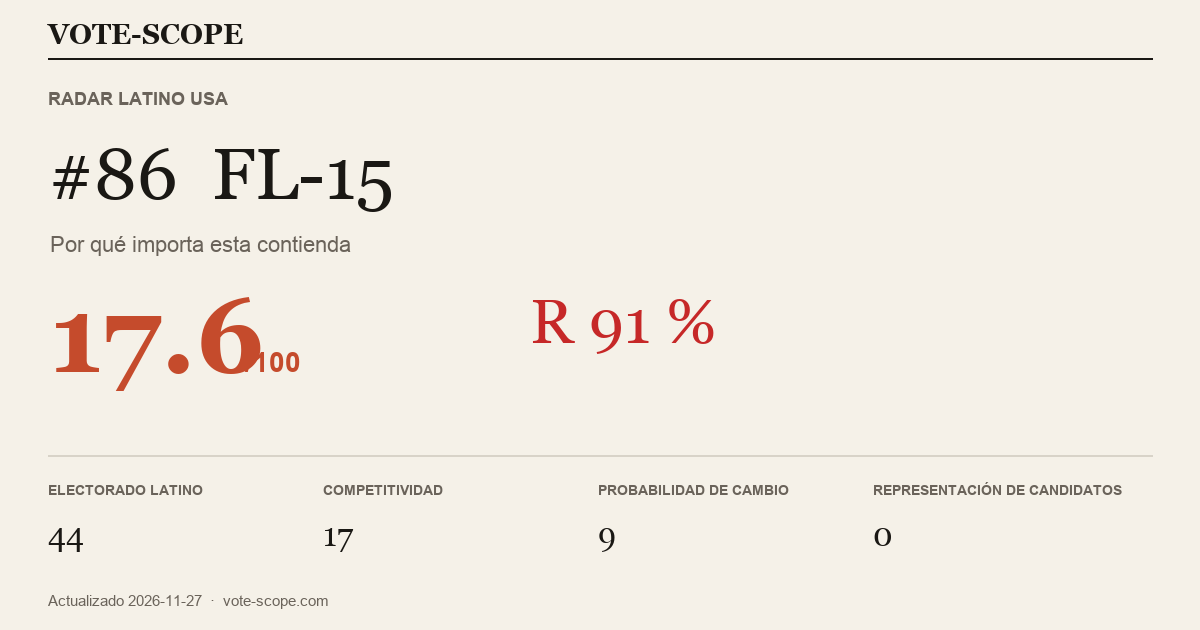 VOTE-SCOPE
RADAR LATINO USA
#86 FL-15
Por qué importa esta contienda
17.6/100
R 91 %
ELECTORADO LATINO
COMPETITIVIDAD
PROBABILIDAD DE CAMBIO
REPRESENTACIÓN DE CANDIDATOS
44
17
9
0
Actualizado 2026-11-27 · vote-scope.com